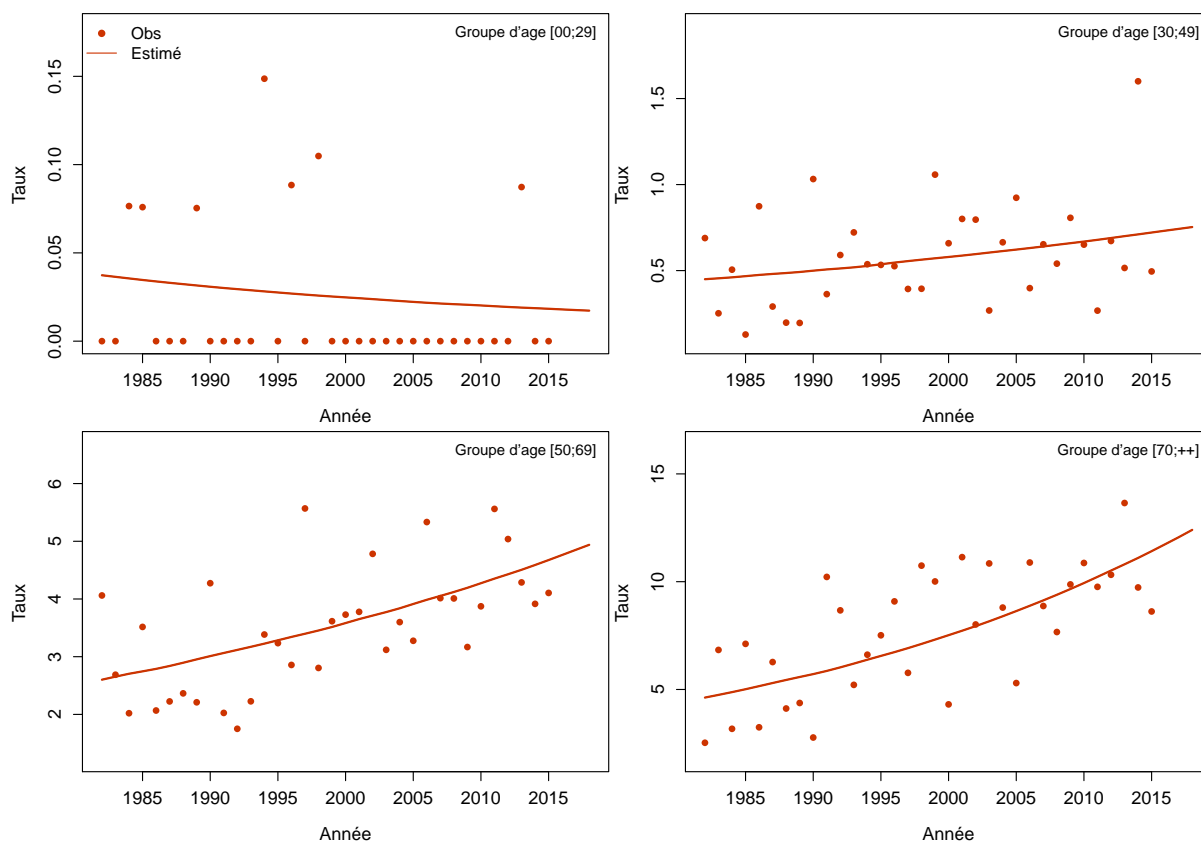 Obs
Estimé
Groupe d'age [00;29]
Taux
0.15
0.10
0.05
0.00
1985 1990 1995 2000 2005 2010 2015
Année
Groupe d'age [30;49]
Taux
1.5
1.0
0.5
1985 1990 1995 2000 2005 2010 2015
Année
Groupe d'age [50;69]
Taux
6
5
4
3
2
1985 1990 1995 2000 2005 2010 2015
Année
Groupe d'age [70;++]
Taux
15
10
5
1985 1990 1995 2000 2005 2010 2015
Année